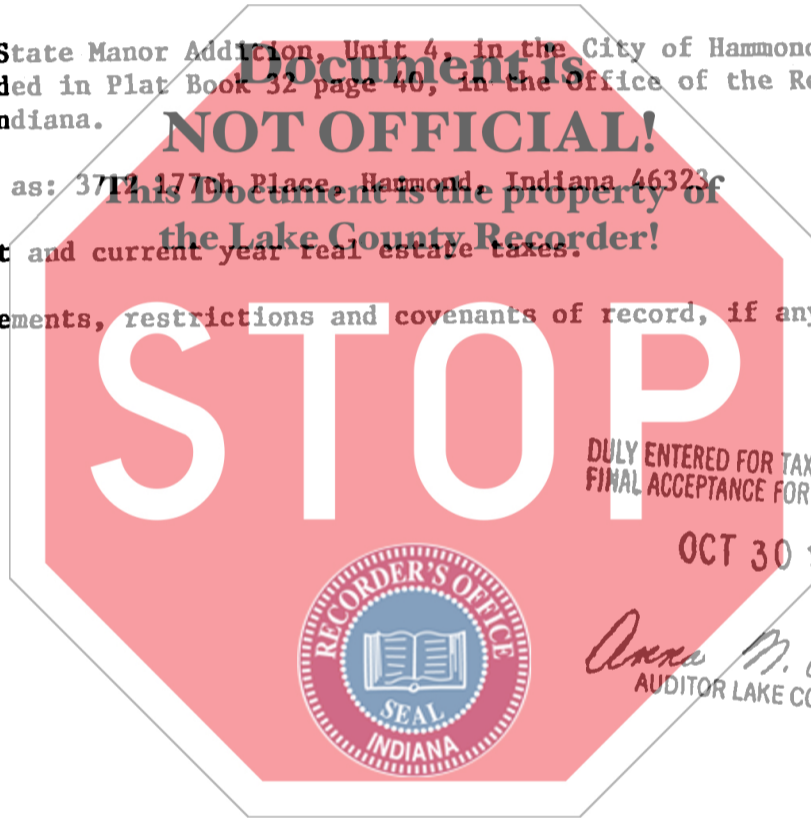 State Manor Addition, Unit 4, in the City of Hammond
Document is
ded in Plat Book 32 page 40, in the Office of the Re
ndiana.
NOT OFFICIAL!
as: 3712 177th Place, Hammond, Indiana 46323
This Document is the property of
the Lake County Recorder!
t and current year real estate taxes.
ements, restrictions and covenants of record, if any
STOP
DULY ENTERED FOR TAX
FINAL ACCEPTANCE FOR
OCT 30
Anna M.
AUDITOR LAKE CO
RECORDER'S OFFICE
SEAL
INDIANA